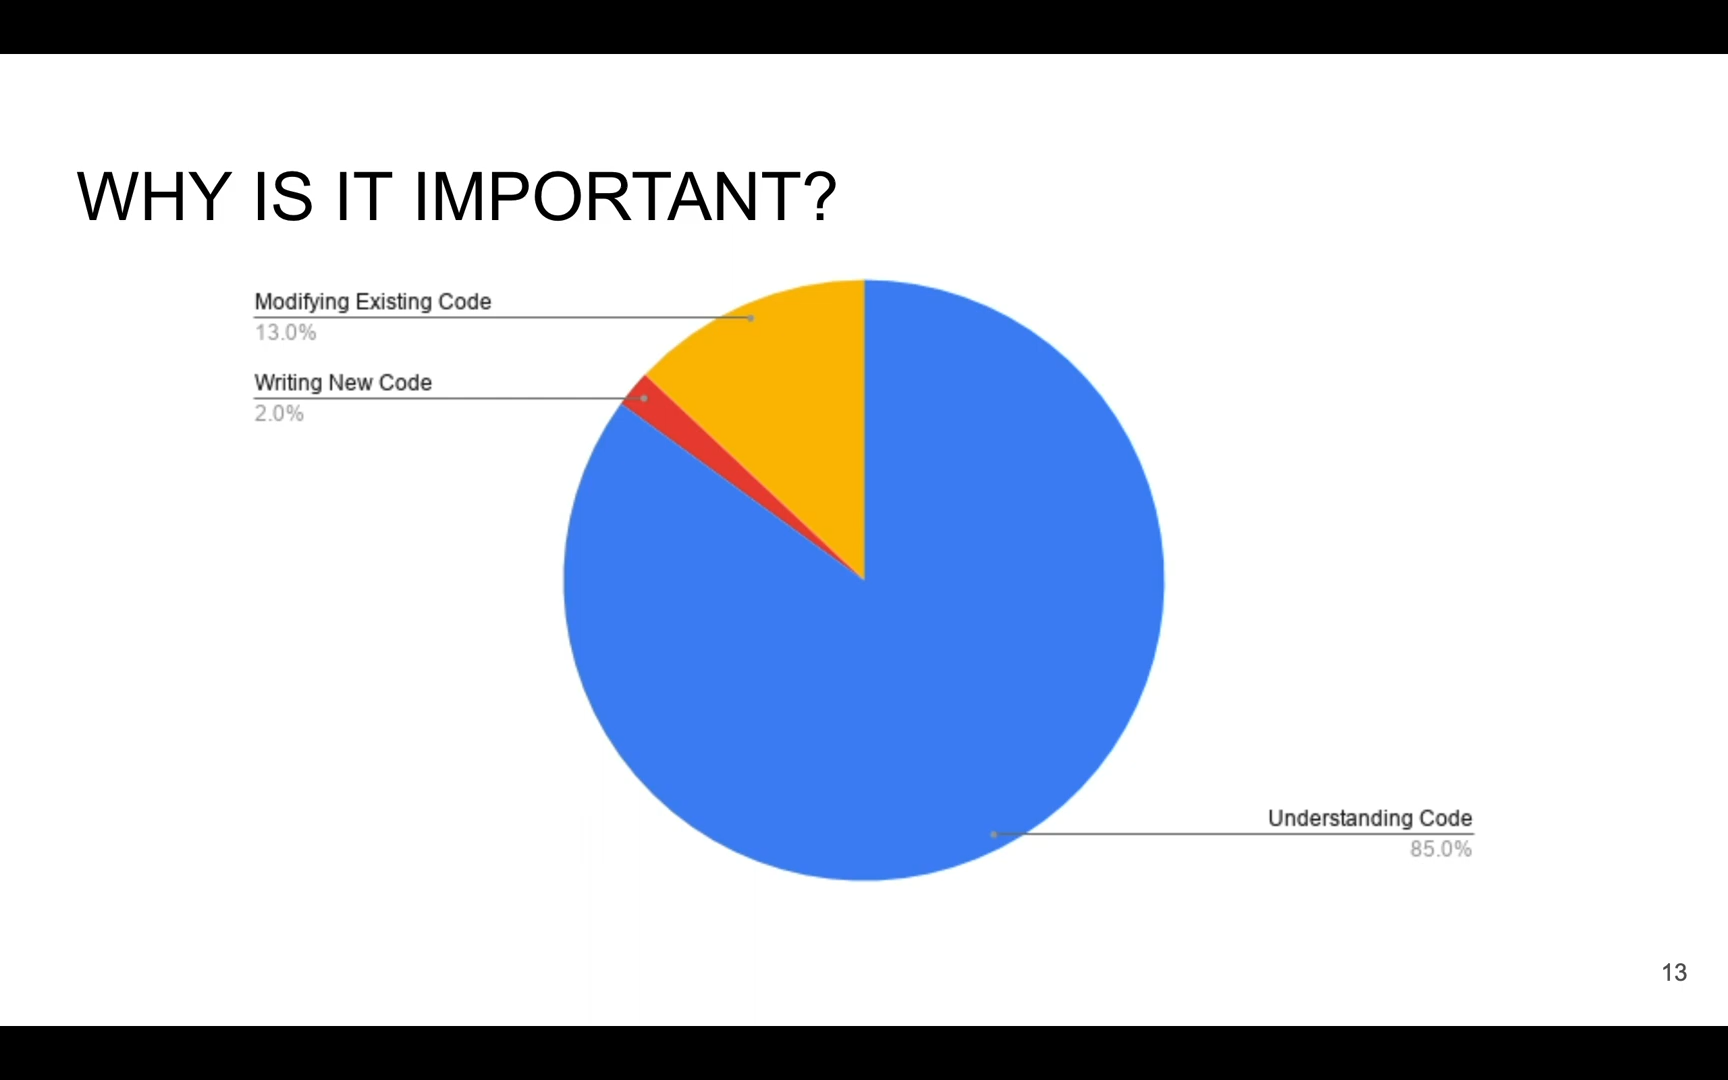 WHY IS IT IMPORTANT?
Modifying Existing Code
13.0%
Writing New Code
2.0%
Understanding Code
85.0%
13